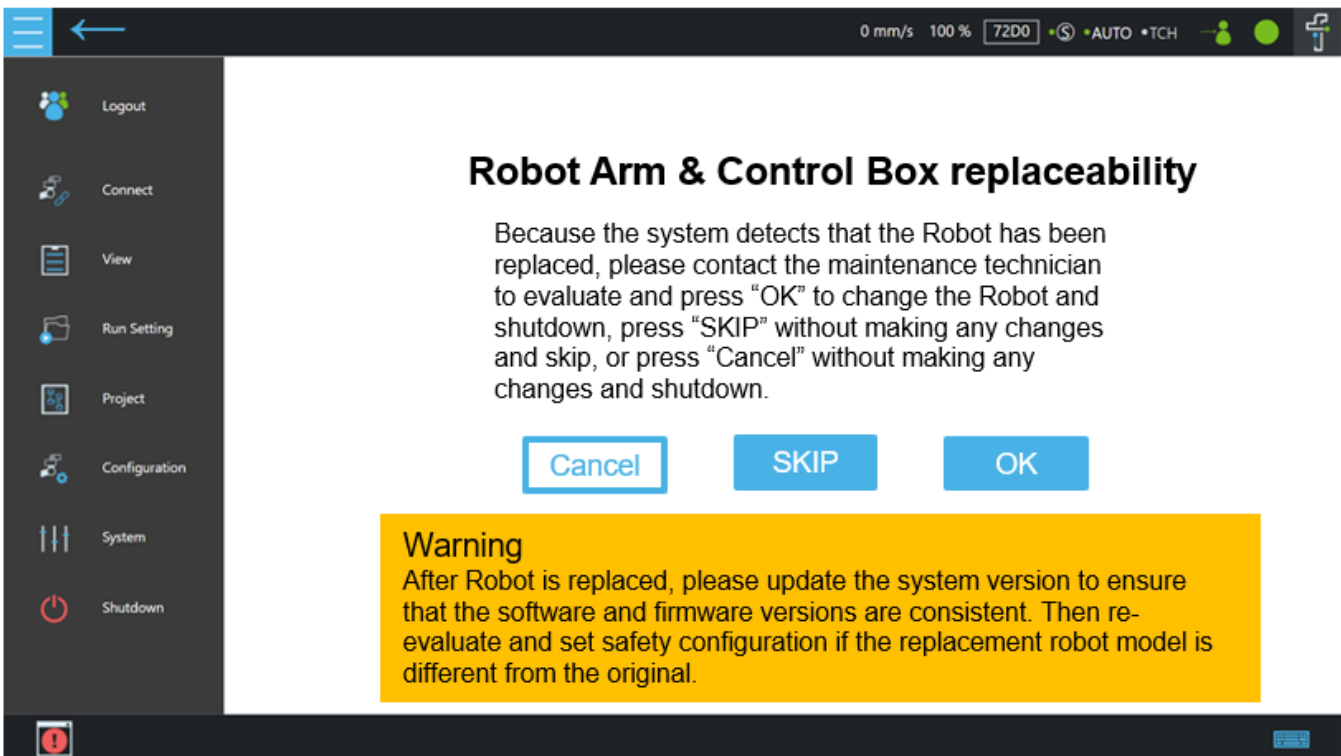 0 mm/s 100 % 72D0 •Ⓢ •AUTO •TCH
Logout
Connect
View
Run Setting
Project
Configuration
System
Shutdown
Robot Arm & Control Box replaceability
Because the system detects that the Robot has been
replaced, please contact the maintenance technician
to evaluate and press “OK” to change the Robot and
shutdown, press “SKIP” without making any changes
and skip, or press “Cancel” without making any
changes and shutdown.
Cancel SKIP OK
Warning
After Robot is replaced, please update the system version to ensure
that the software and firmware versions are consistent. Then re-
evaluate and set safety configuration if the replacement robot model is
different from the original.